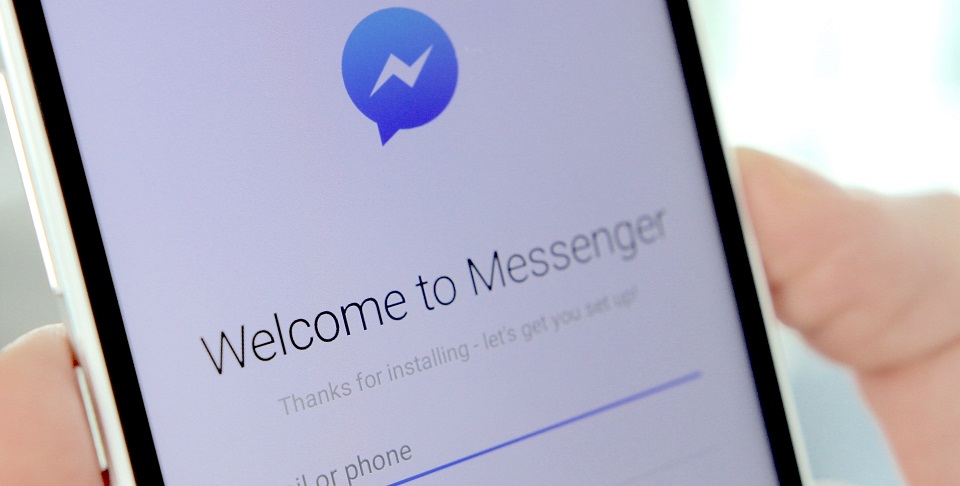 Welcome to Messenger
Thanks for installing - let's get you set up!
il or phone